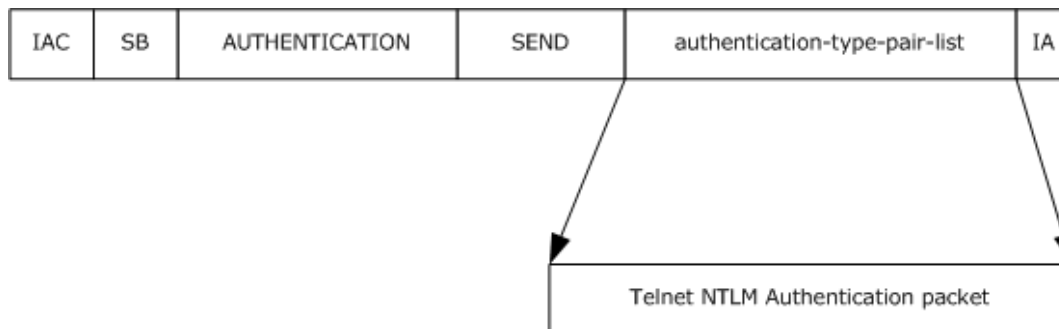 IAC SB AUTHENTICATION SEND authentication-type-pair-list IA
Telnet NTLM Authentication packet